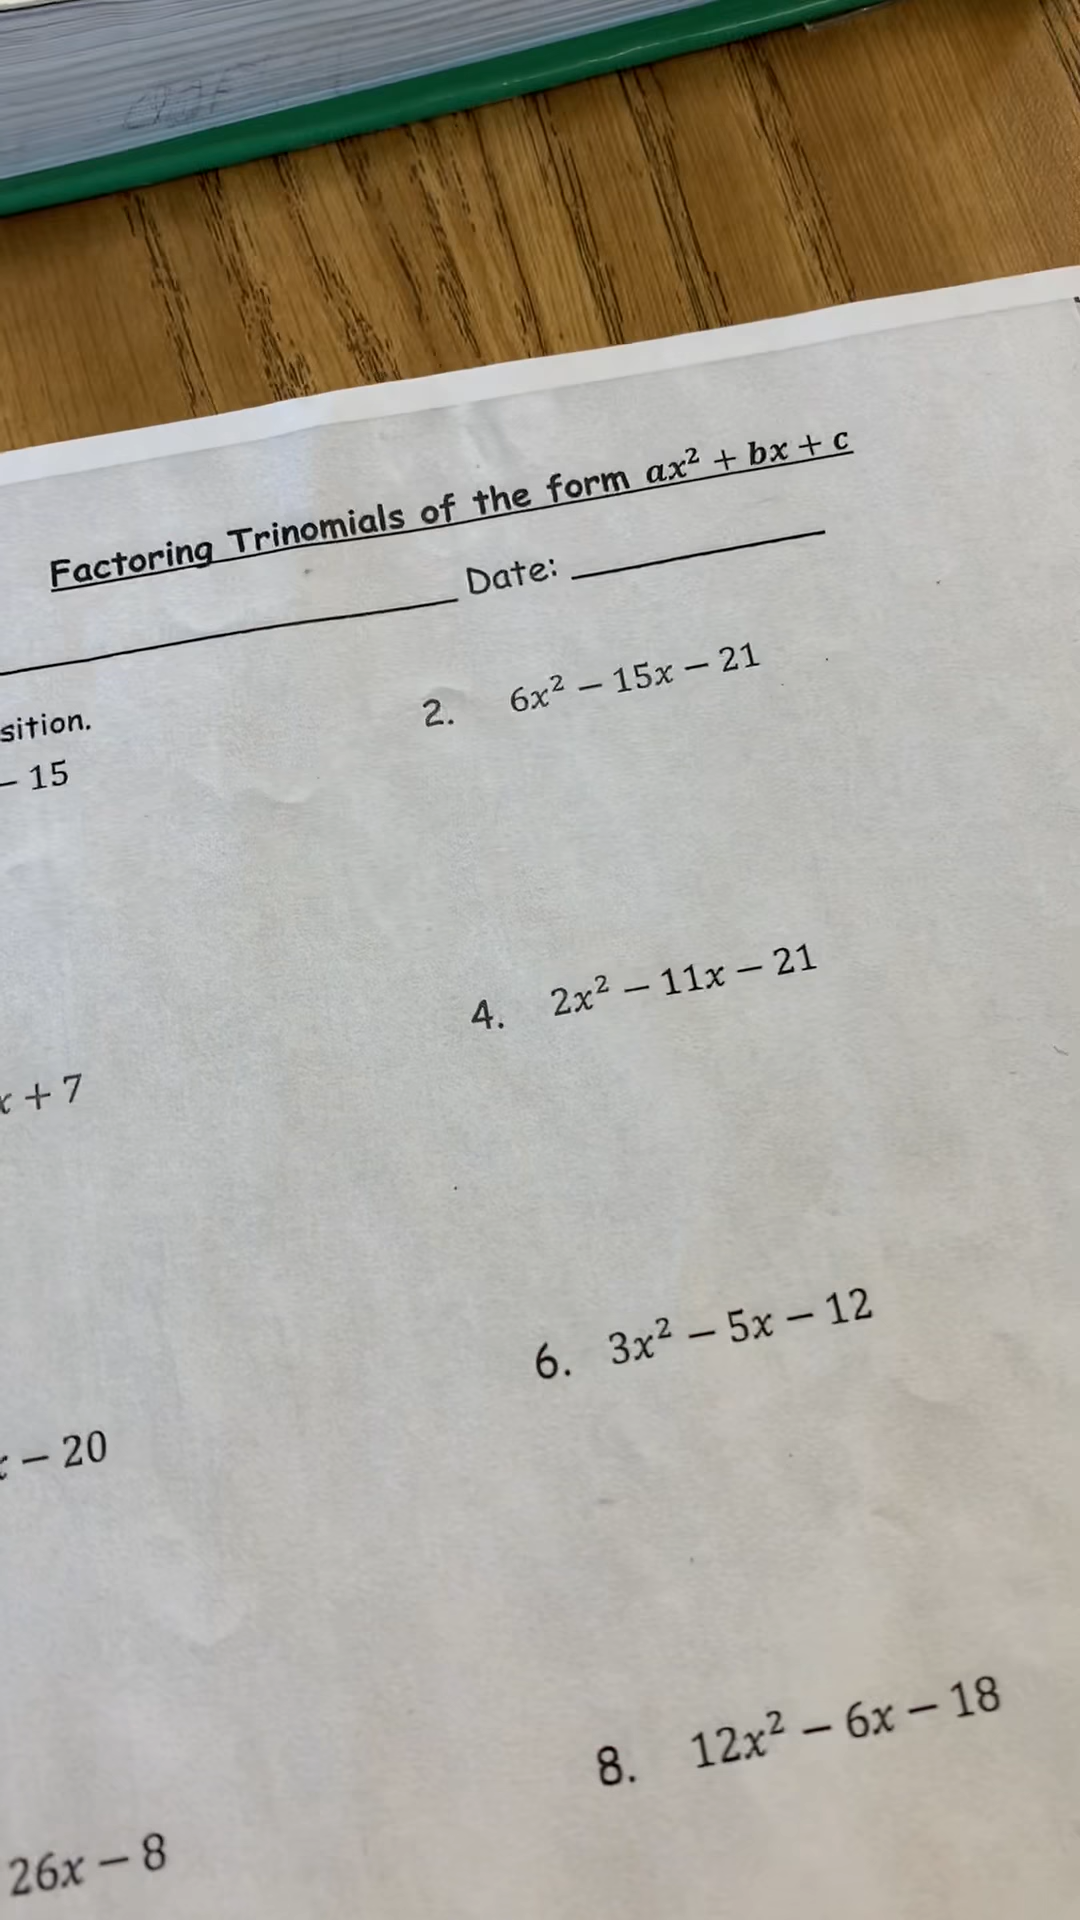 Factoring Trinomials of the form ax² + bx + c
Date:
sition.
– 15
2. 6x² – 15x – 21
x + 7
4. 2x² – 11x – 21
– 20
6. 3x² – 5x – 12
26x – 8
8. 12x² – 6x – 18